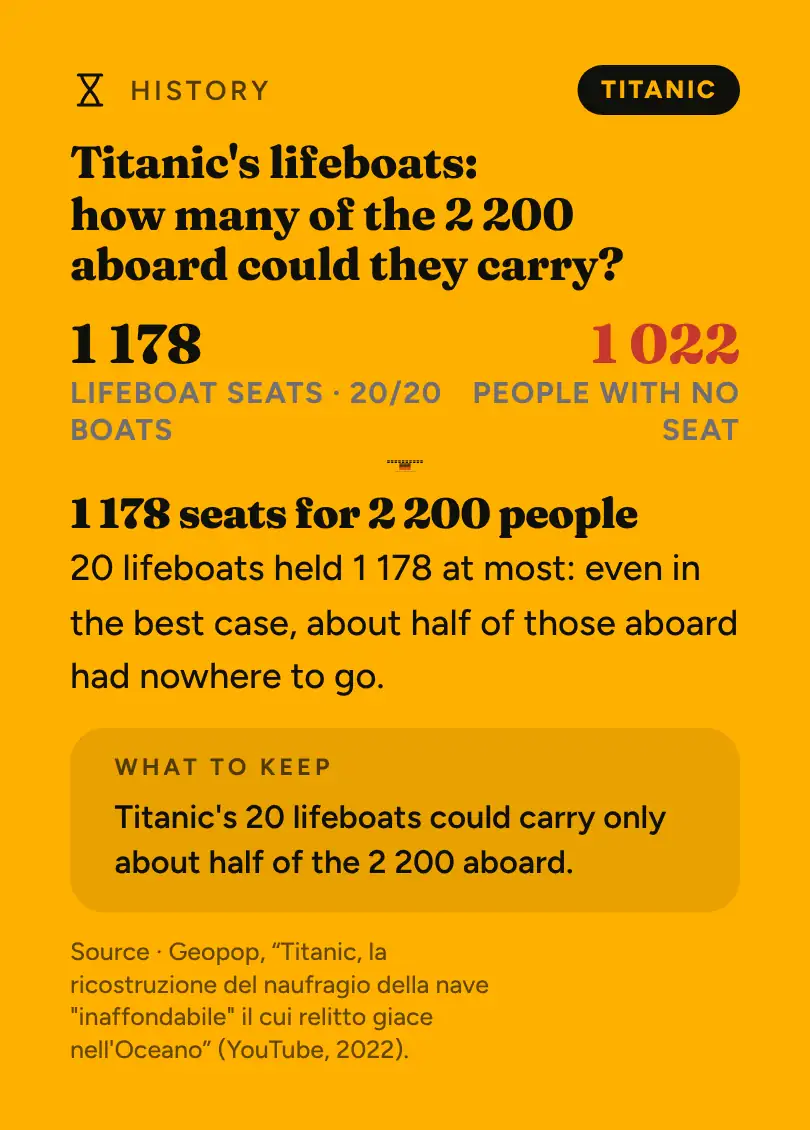 HISTORY
TITANIC
Titanic's lifeboats:
how many of the 2 200
aboard could they carry?
1 178
1 022
LIFEBOAT SEATS · 20/20
BOATS
PEOPLE WITH NO
SEAT
1 178 seats for 2 200 people
20 lifeboats held 1 178 at most: even in
the best case, about half of those aboard
had nowhere to go.
WHAT TO KEEP
Titanic's 20 lifeboats could carry only
about half of the 2 200 aboard.
Source · Geopop, “Titanic, la
ricostruzione del naufragio della nave
"inaffondabile" il cui relitto giace
nell'Oceano” (YouTube, 2022).